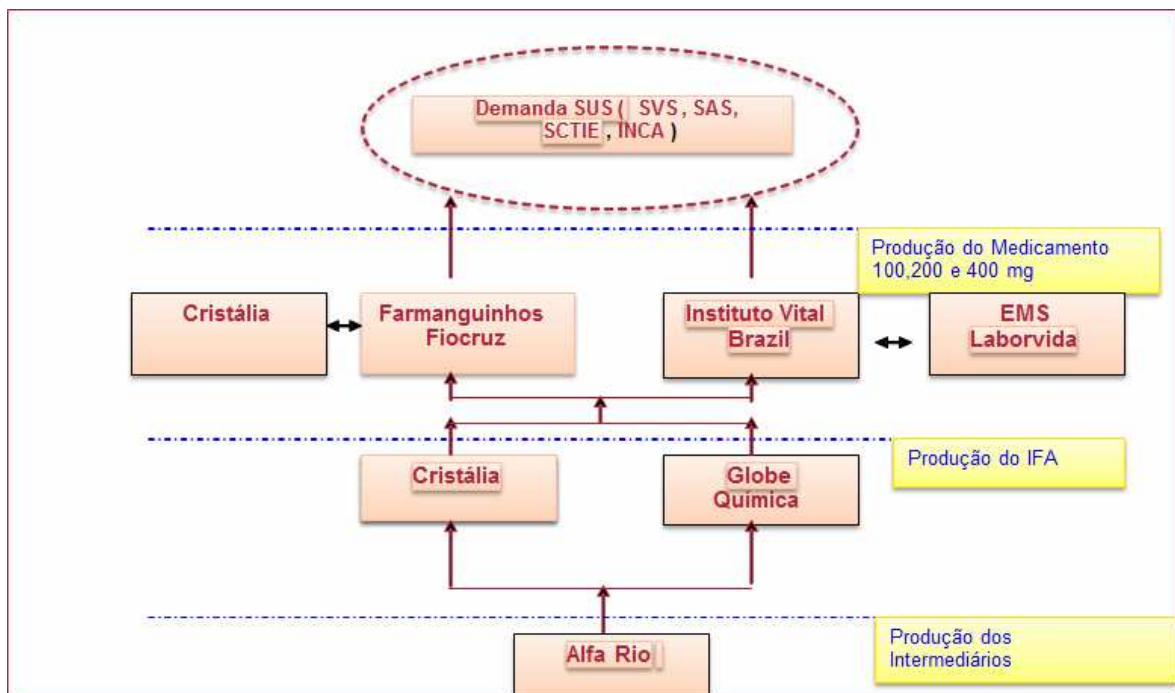 Demanda SUS ( SVS , SAS,
SCTIE , INCA )
Produção do Medicamento
100,200 e 400 mg
Cristália
Farmanguinhos
Fiocruz
Instituto Vital
Brazil
EMS
Laborvida
Produção do IFA
Cristália
Globe
Química
Produção dos
Intermediários
Alfa Rio